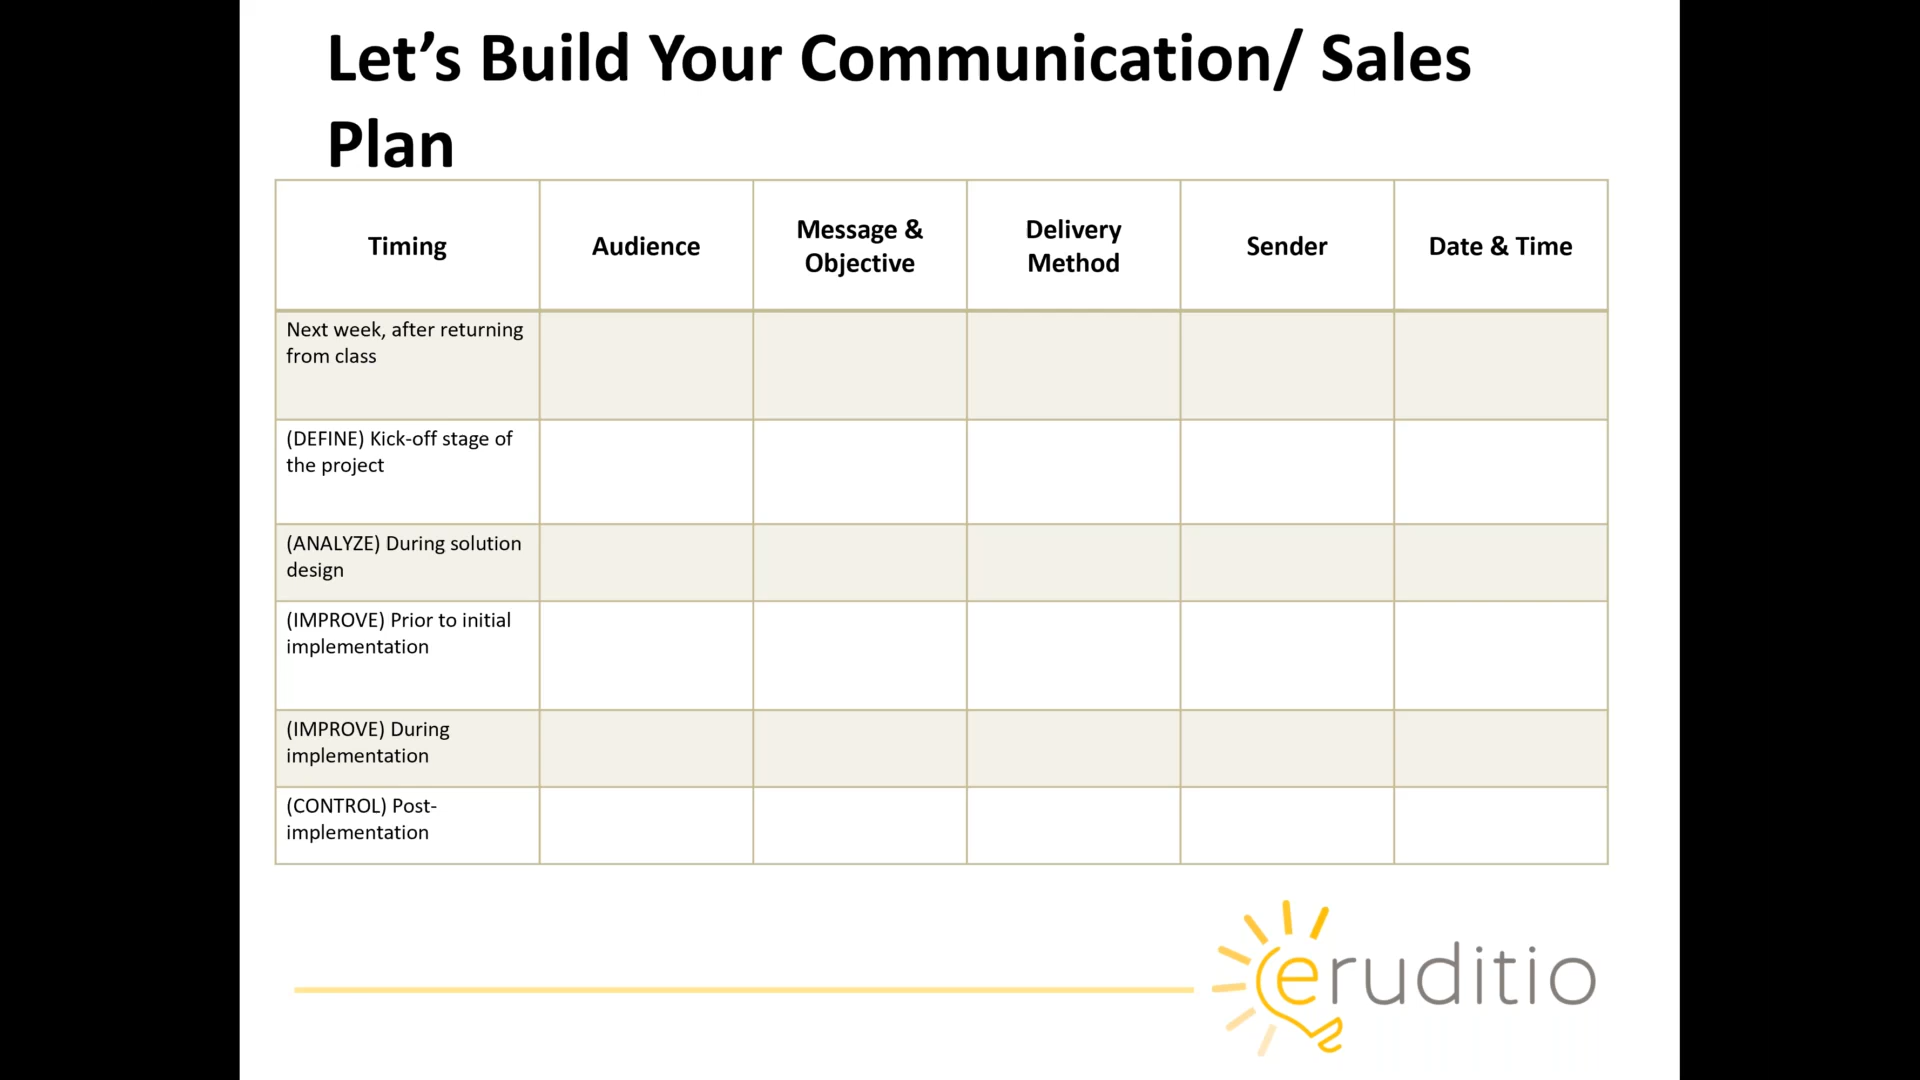 Let’s Build Your Communication/ Sales
Plan
Timing
Audience
Message &
Objective
Delivery
Method
Sender
Date & Time
Next week, after returning
from class
(DEFINE) Kick-off stage of
the project
(ANALYZE) During solution
design
(IMPROVE) Prior to initial
implementation
(IMPROVE) During
implementation
(CONTROL) Post-
implementation
eruditio